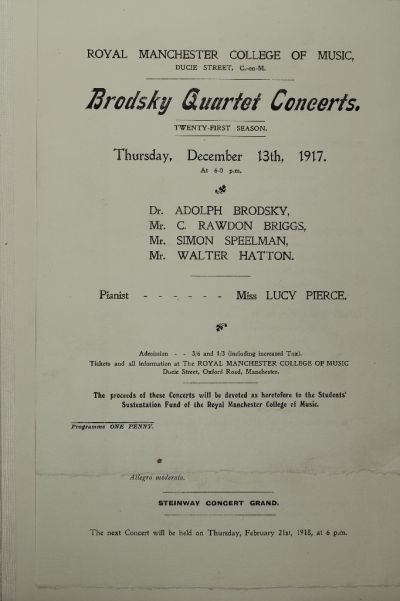 ROYAL MANCHESTER COLLEGE OF MUSIC,
DUCIE STREET, C.-on-M.
Brodsky Quartet Concerts.
TWENTY-FIRST SEASON.
Thursday, December 13th, 1917.
At 6-0 p.m.
Dr. ADOLPH BRODSKY,
Mr. C. RAWDON BRIGGS,
Mr. SIMON SPEELMAN,
Mr. WALTER HATTON.
Pianist - - - - - - Miss LUCY PIERCE.
Admission - - 3/6 and 1/3 (including increased Tax).
Tickets and all information at The ROYAL MANCHESTER COLLEGE OF MUSIC
Ducie Street, Oxford Road, Manchester.
The proceeds of these Concerts will be devoted as heretofore to the Students'
Sustentation Fund of the Royal Manchester College of Music.
Programme ONE PENNY.
Allegro moderato.
STEINWAY CONCERT GRAND.
The next Concert will be held on Thursday, February 21st, 1918, at 6 p.m.